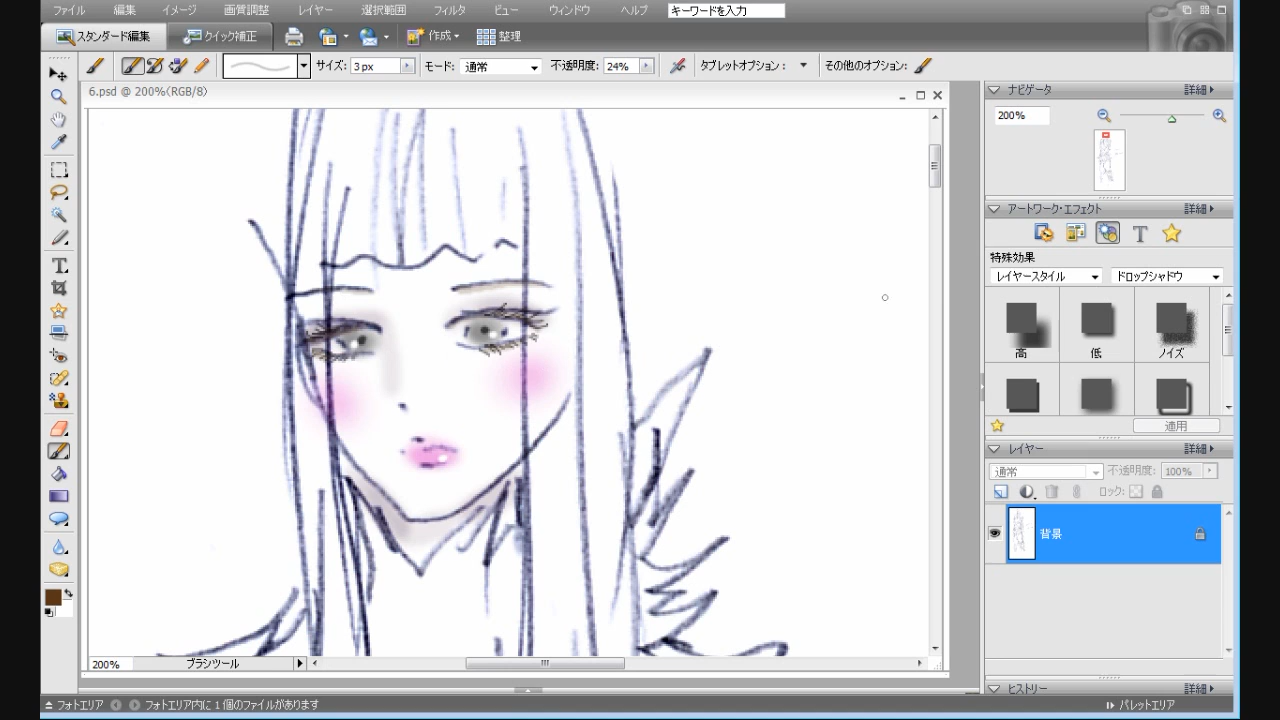 ファイル 編集 イメージ 画質調整 レイヤー 選択範囲 フィルタ ビュー ウィンドウ ヘルプ キーワードを入力
スタンダード編集 クイック補正 作成 整理
サイズ: 3 px モード: 通常 不透明度: 24% タブレットオプション: その他のオプション:
6.psd @ 200%(RGB/8)
ナビゲータ 詳細
200%
アートワーク・エフェクト 詳細
特殊効果
レイヤースタイル ドロップシャドウ
高 低 ノイズ
適用
レイヤー 詳細
通常 不透明度: 100%
ロック:
背景
200% ブラシツール
ヒストリー 詳細
フォトエリア フォトエリア内に 1 個のファイルがあります パレットエリア